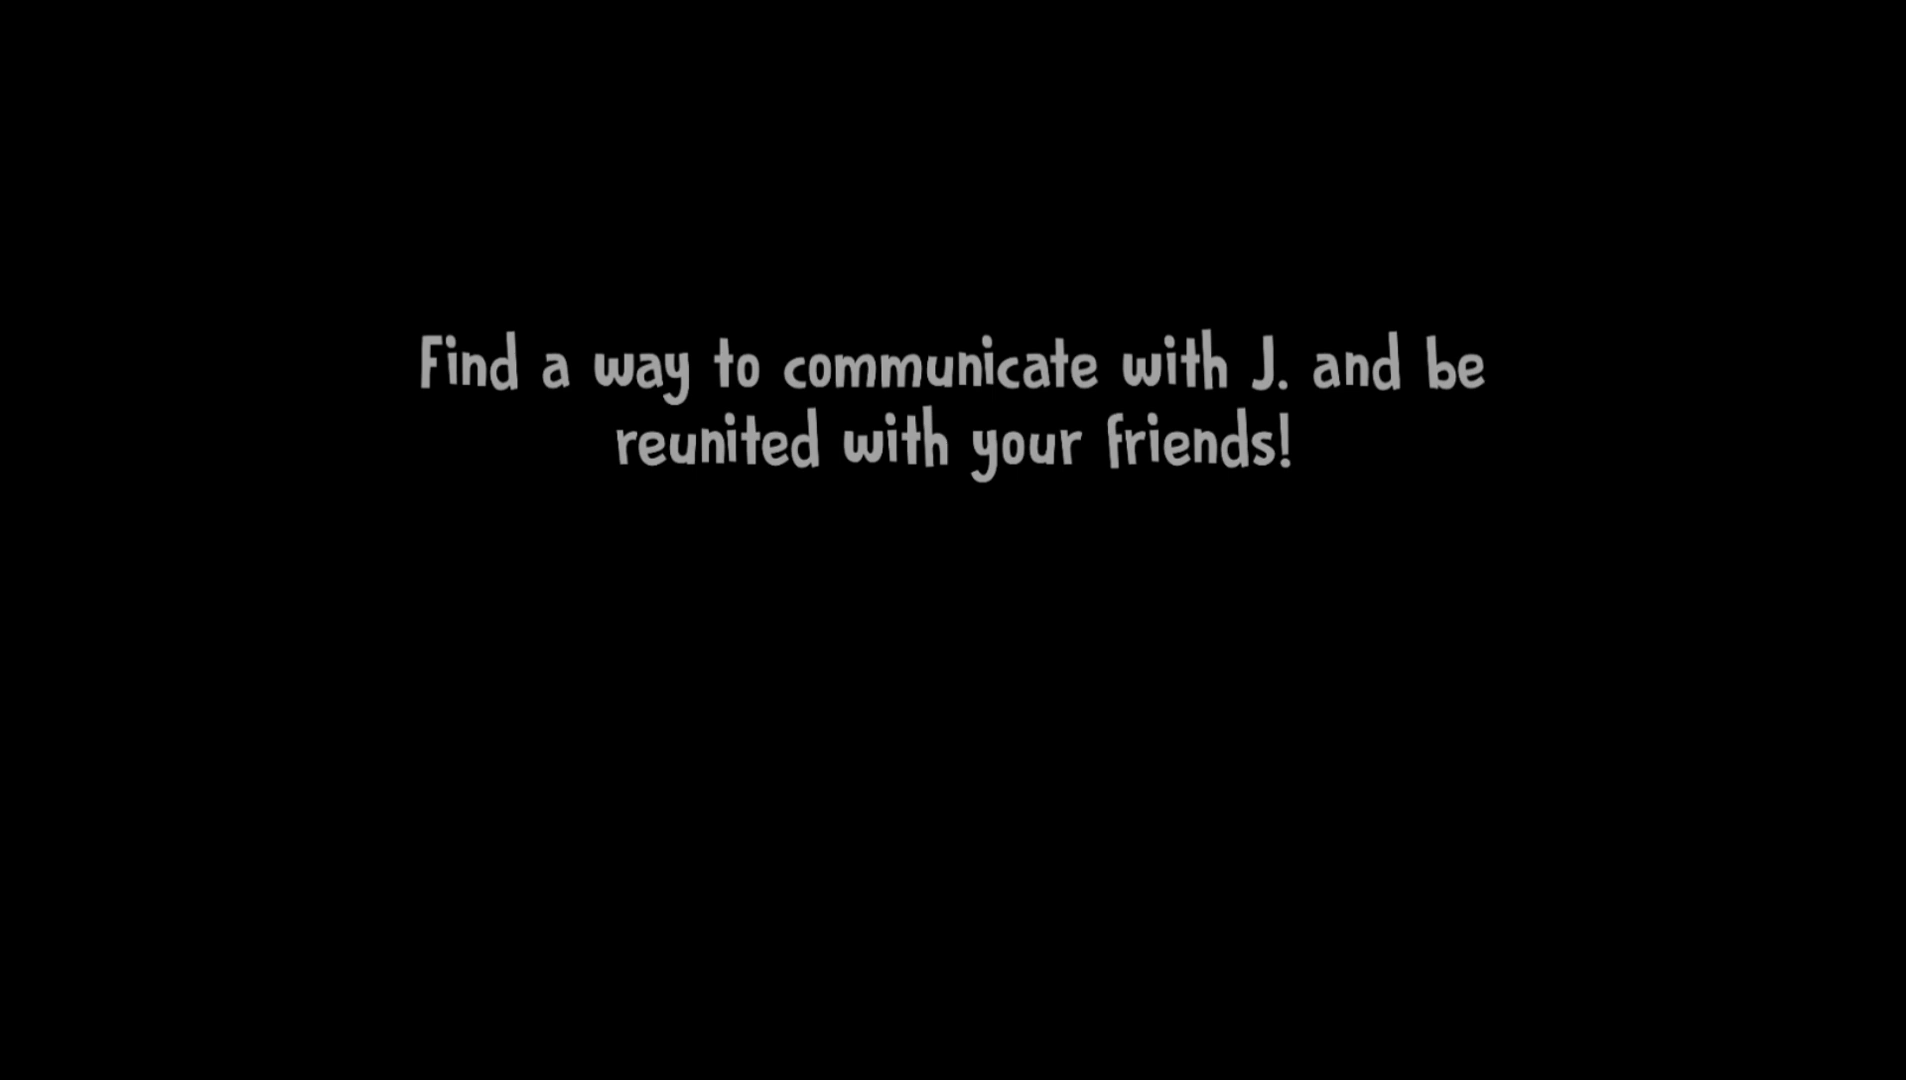 Find a way to communicate with J. and be
reunited with your friends!